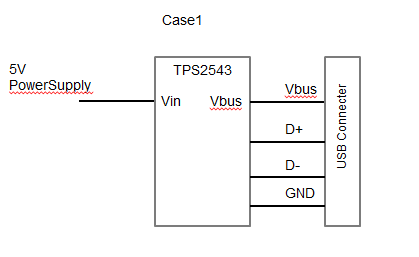 Case1
5V
PowerSupply
TPS2543
Vin
Vbus
Vbus
D+
D-
GND
USB Connecter